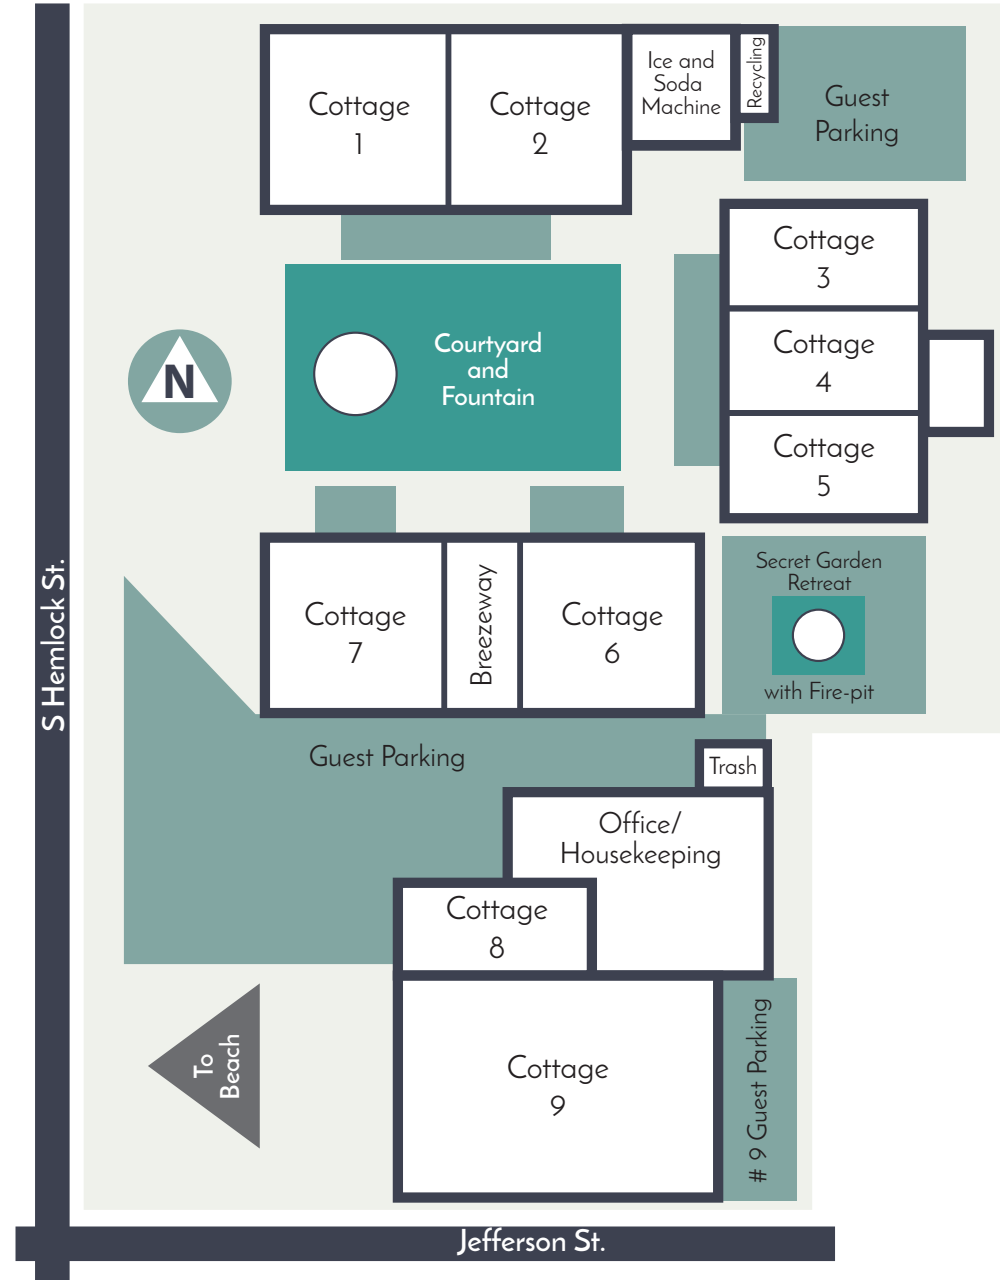 Cottage
1
Cottage
2
Ice and
Soda
Machine
Recycling
Guest
Parking
Cottage
3
Cottage
4
Cottage
5
Courtyard
and
Fountain
N
S Hemlock St.
Cottage
7
Breezeway
Cottage
6
Secret Garden
Retreat
with Fire-pit
Guest Parking
Trash
Office/
Housekeeping
Cottage
8
To
Beach
Cottage
9
# 9 Guest Parking
Jefferson St.